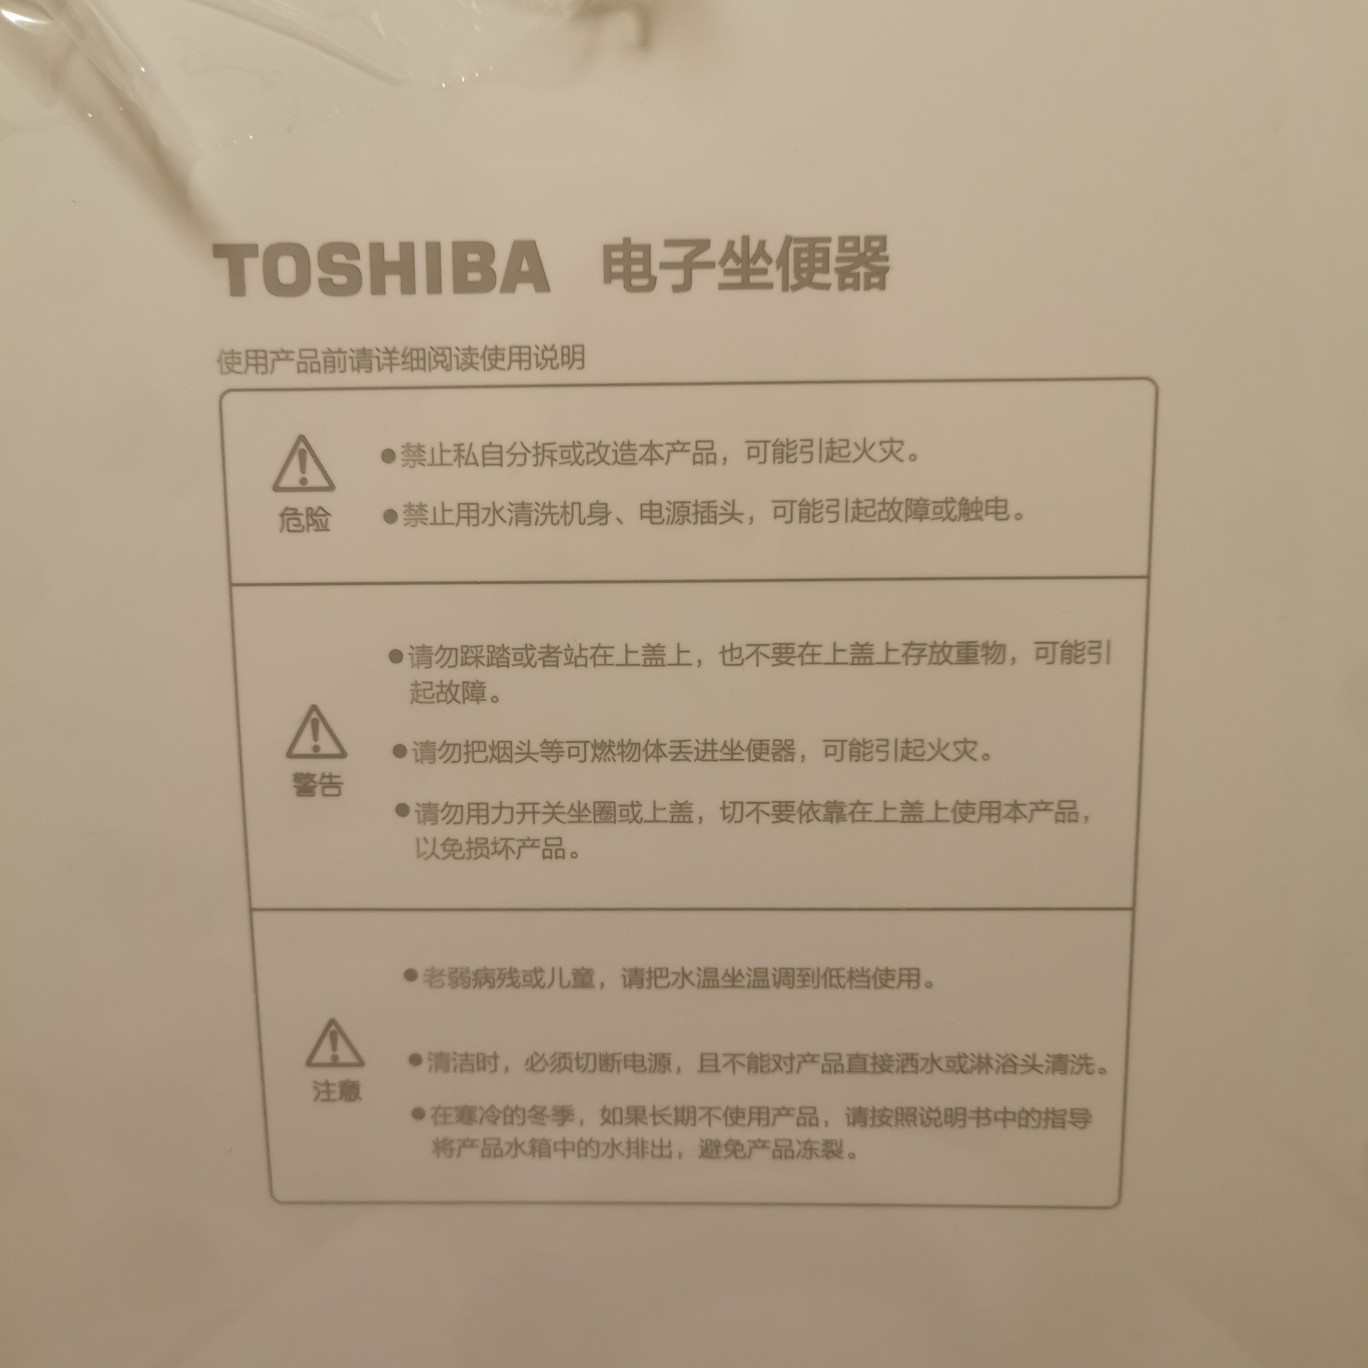 TOSHIBA 电子坐便器
使用产品前请详细阅读使用说明
危险
●禁止私自分拆或改造本产品，可能引起火灾。
●禁止用水清洗机身、电源插头，可能引起故障或触电。
警告
●请勿踩踏或者站在上盖上，也不要在上盖上存放重物，可能引
起故障。
●请勿把烟头等可燃物体丢进坐便器，可能引起火灾。
●请勿用力开关坐圈或上盖，切不要依靠在上盖上使用本产品，
以免损坏产品。
注意
●老弱病残或儿童，请把水温坐温调到低档使用。
●清洁时，必须切断电源，且不能对产品直接洒水或淋浴头清洗。
●在寒冷的冬季，如果长期不使用产品，请按照说明书中的指导
将产品水箱中的水排出，避免产品冻裂。